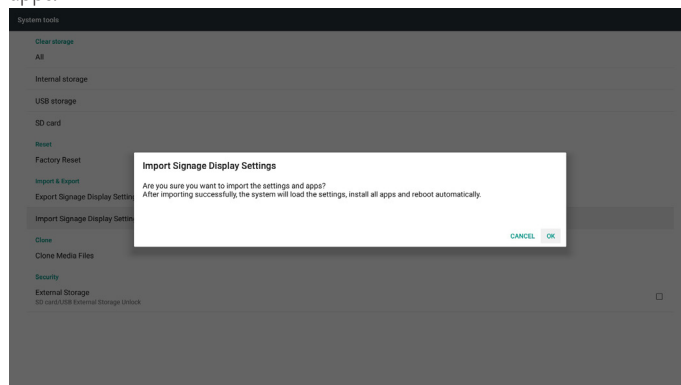 System tools
Clear storage
All
Internal storage
USB storage
SD card
Reset
Factory Reset
Import & Export
Export Signage Display Settin
Import Signage Display Settin
Clone
Clone Media Files
Security
External Storage
SD card/USB External Storage Unlock
Import Signage Display Settings
Are you sure you want to import the settings and apps?
After importing successfully, the system will load the settings, install all apps and reboot automatically.
CANCEL OK